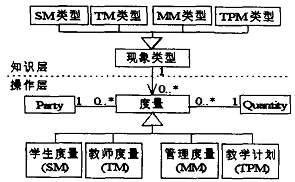 SM类型 TM类型 MM类型 TPM类型
现象类型
知识层 1
操作层 0..*
Party 1 0..* 度量 0..* 1 Quantity
学生度量 教师度量 管理度量 教学计划
(SM) (TM) (MM) (TPM)